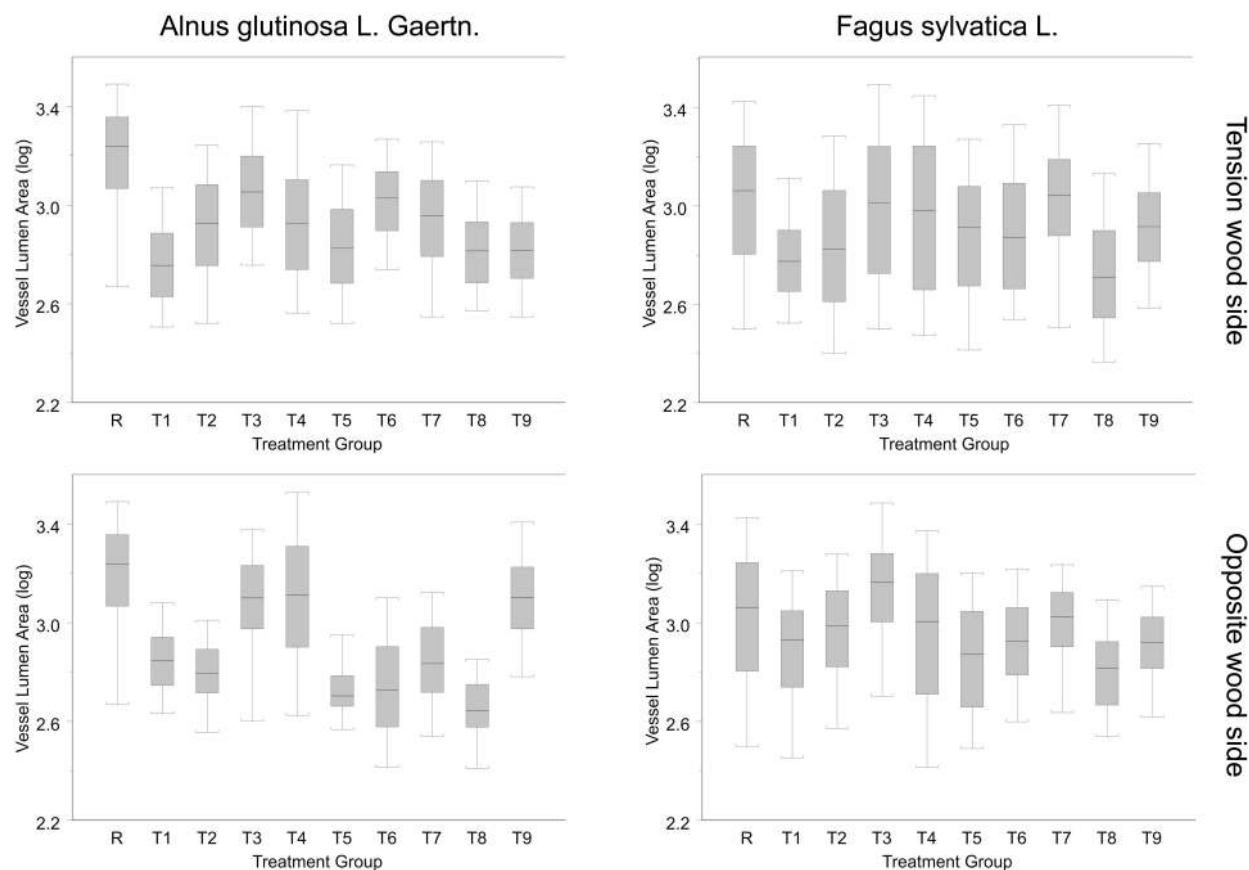 Alnus glutinosa L. Gaertn.
Fagus sylvatica L.
Vessel Lumen Area (log)
3.4
3.0
2.6
2.2
R T1 T2 T3 T4 T5 T6 T7 T8 T9
Treatment Group
Vessel Lumen Area (log)
3.4
3.0
2.6
2.2
R T1 T2 T3 T4 T5 T6 T7 T8 T9
Treatment Group
Tension wood side
Vessel Lumen Area (log)
3.4
3.0
2.6
2.2
R T1 T2 T3 T4 T5 T6 T7 T8 T9
Treatment Group
Vessel Lumen Area (log)
3.4
3.0
2.6
2.2
R T1 T2 T3 T4 T5 T6 T7 T8 T9
Treatment Group
Opposite wood side